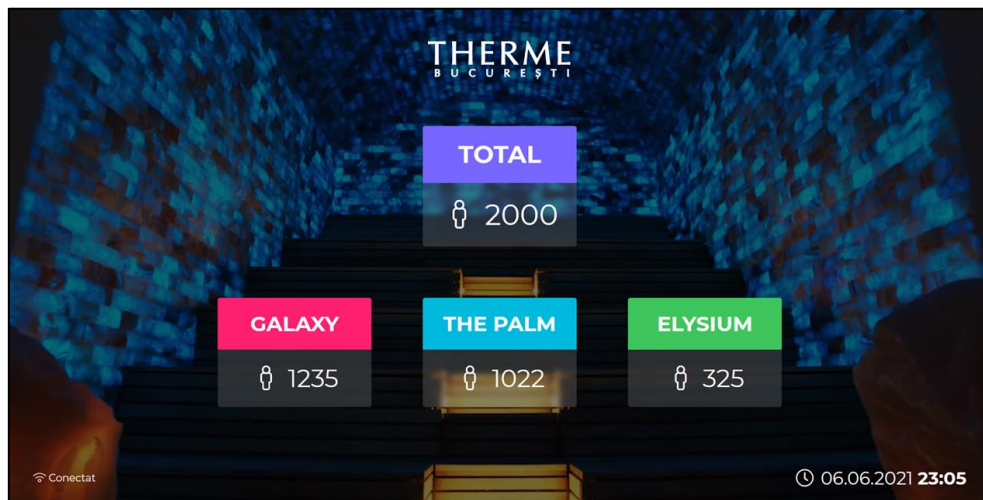 THERME
BUCUREȘTI
TOTAL
2000
GALAXY
THE PALM
ELYSIUM
1235
1022
325
Conectat
06.06.2021 23:05